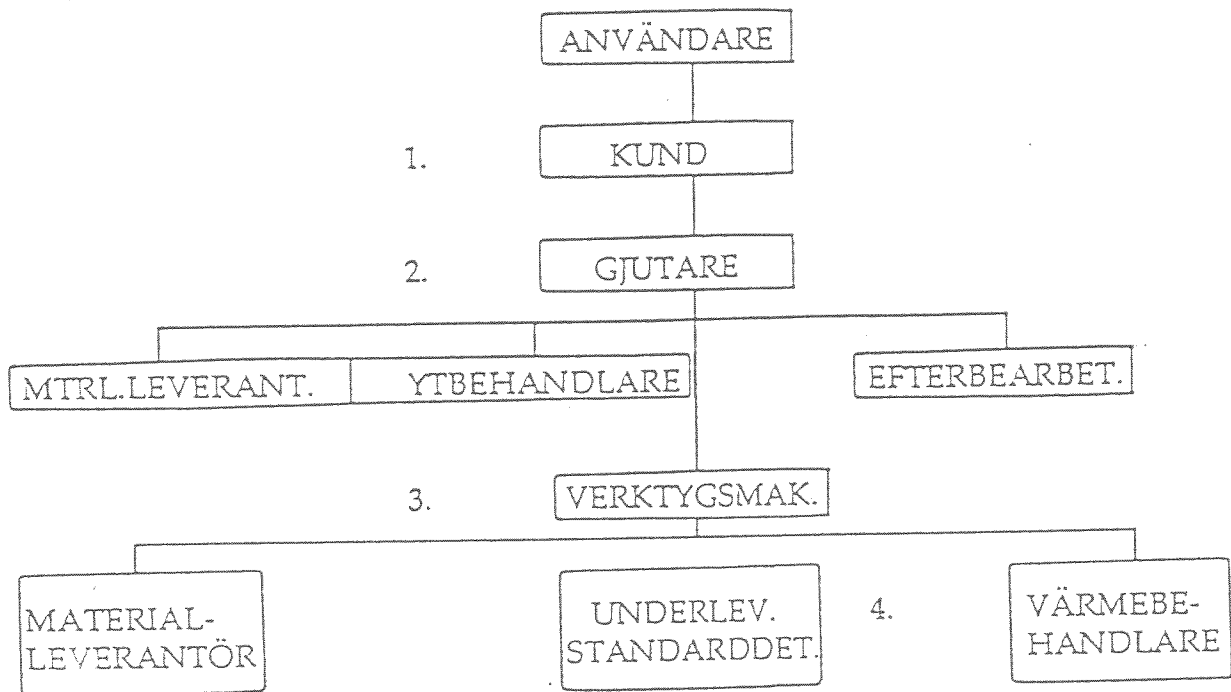 ANVÄNDARE
1. KUND
2. GJUTARE
MTRL.LEVERANT. YTBEHANDLARE EFTERBEARBET.
3. VERKTYGSMAK.
MATERIAL-
LEVERANTÖR
UNDERLEV.
STANDARDDET.
4.
VÄRMEBE-
HANDLARE